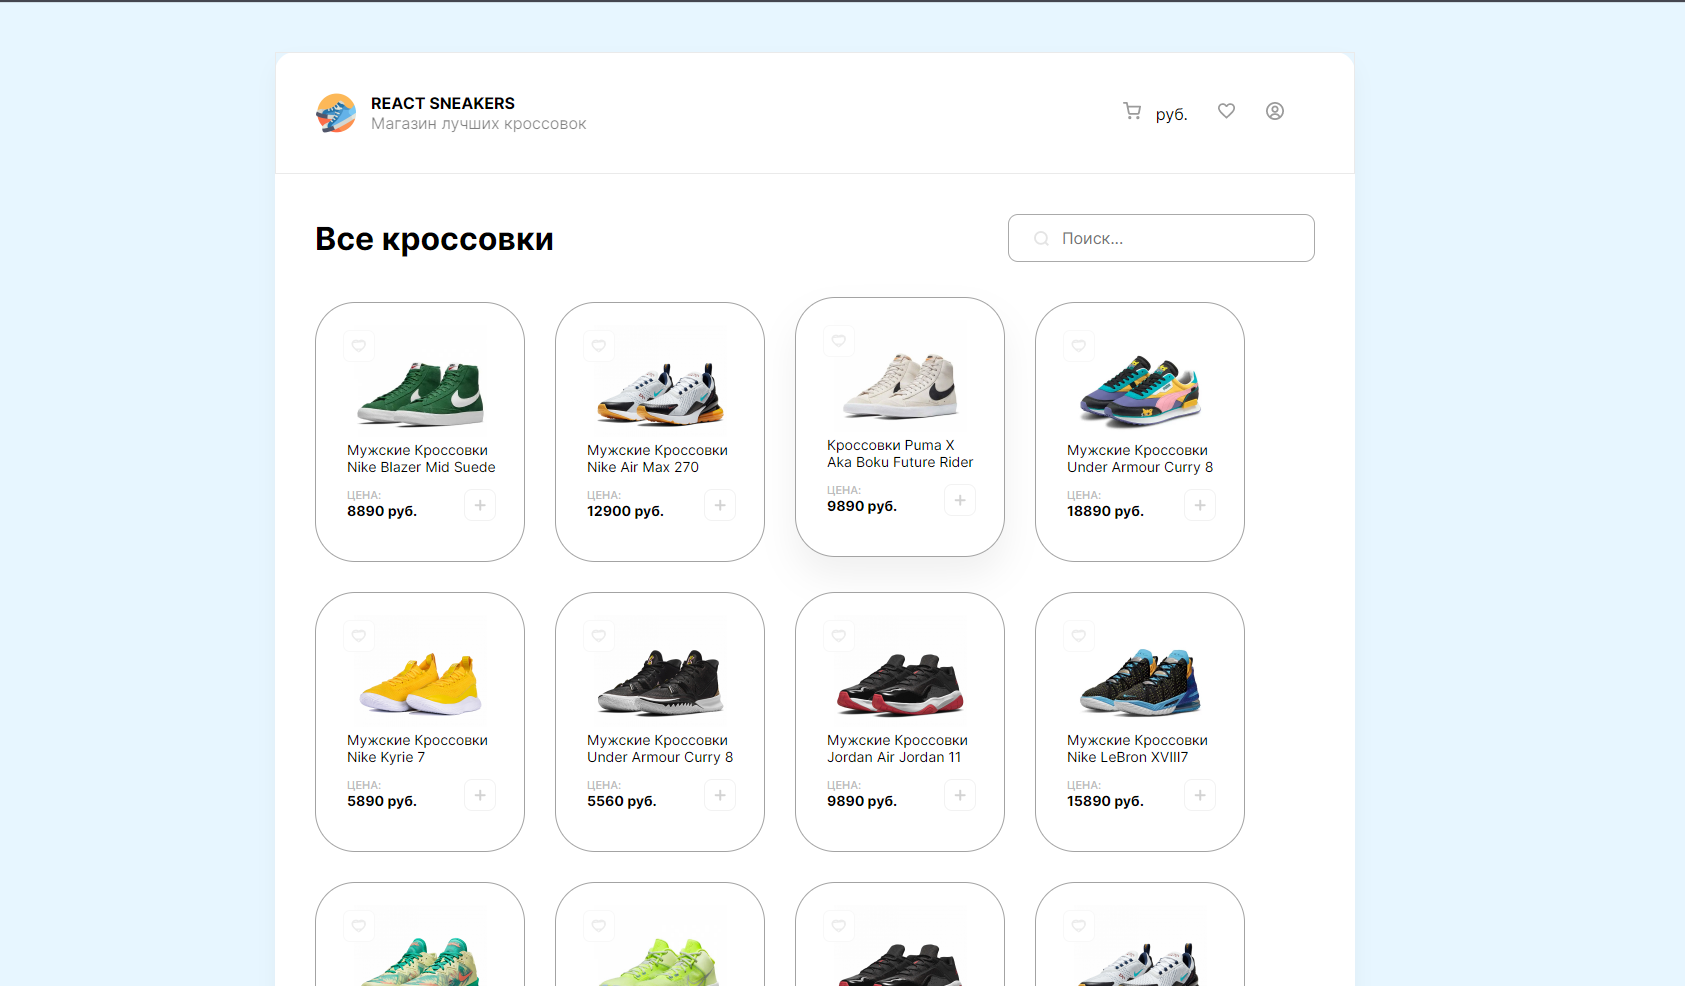 REACT SNEAKERS
Магазин лучших кроссовок
руб.
Все кроссовки
Поиск...
Мужские Кроссовки
Nike Blazer Mid Suede
ЦЕНА:
8890 руб.
Мужские Кроссовки
Nike Air Max 270
ЦЕНА:
12900 руб.
Кроссовки Puma X
Aka Boku Future Rider
ЦЕНА:
9890 руб.
Мужские Кроссовки
Under Armour Curry 8
ЦЕНА:
18890 руб.
Мужские Кроссовки
Nike Kyrie 7
ЦЕНА:
5890 руб.
Мужские Кроссовки
Under Armour Curry 8
ЦЕНА:
5560 руб.
Мужские Кроссовки
Jordan Air Jordan 11
ЦЕНА:
9890 руб.
Мужские Кроссовки
Nike LeBron XVIII7
ЦЕНА:
15890 руб.